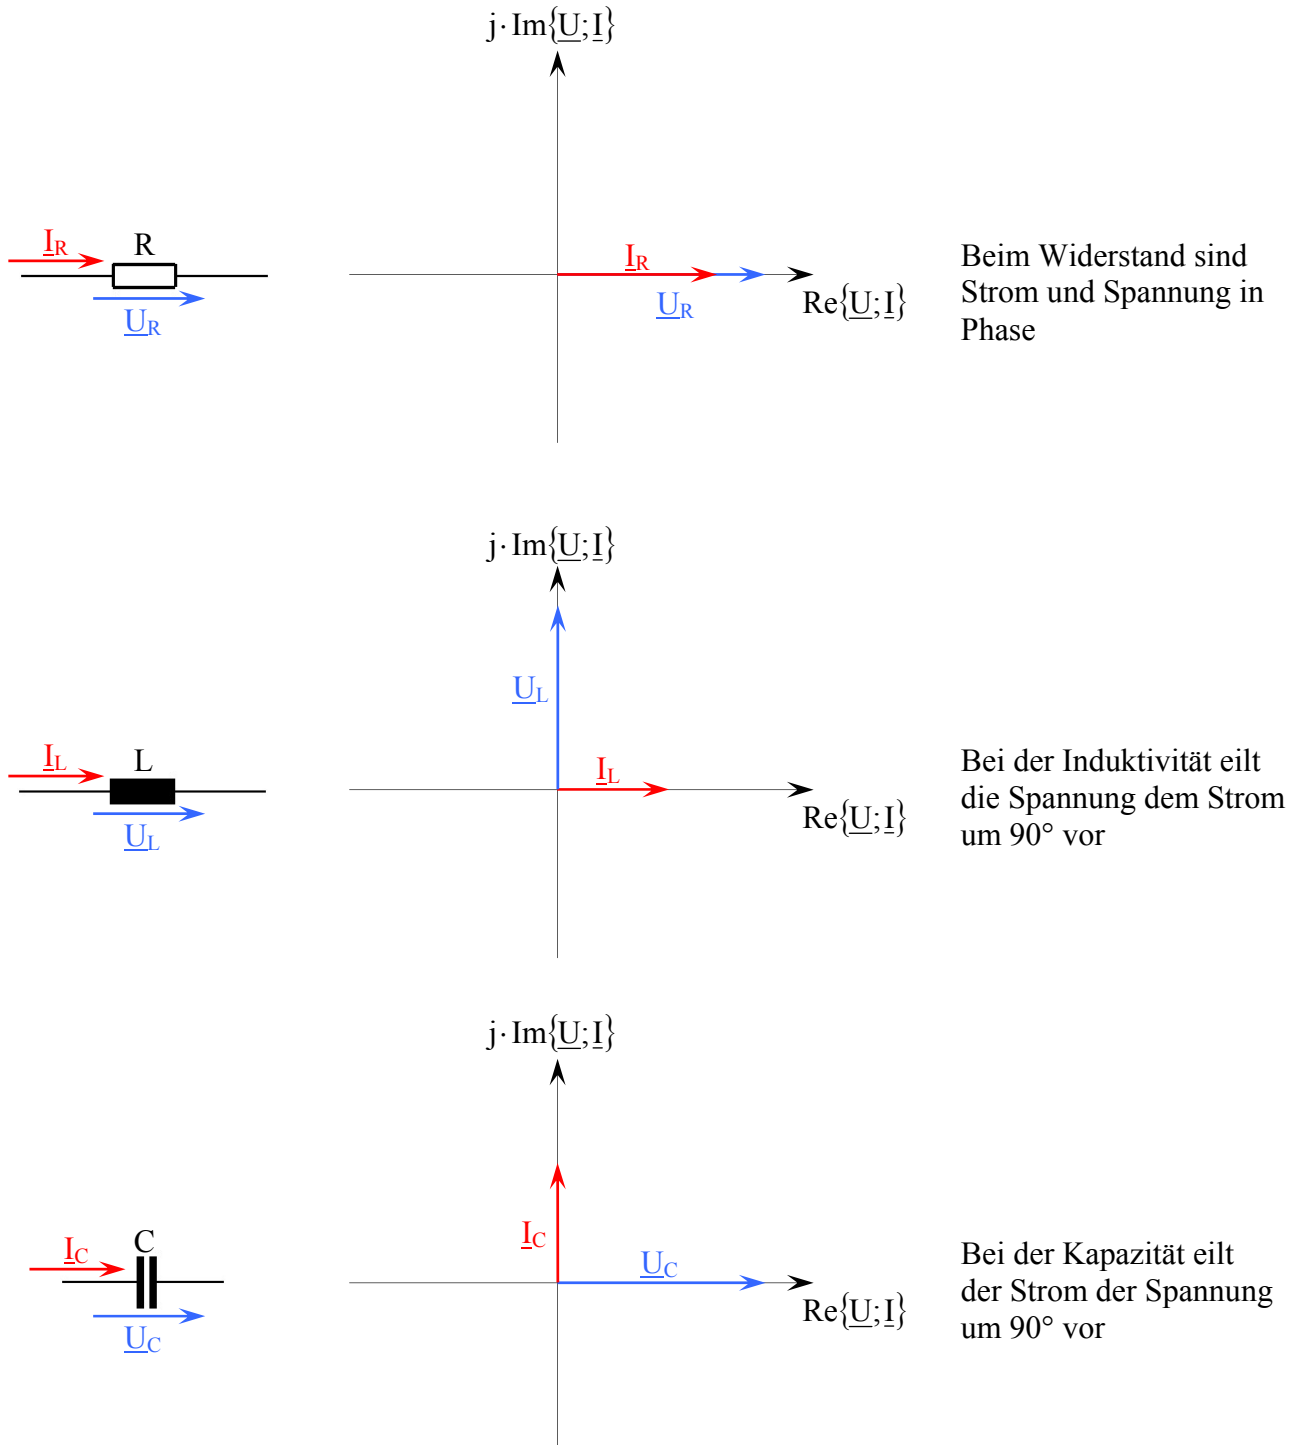 j·Im{U;I}
I_R
R
U_R
I_R
U_R
Re{U;I}
Beim Widerstand sind
Strom und Spannung in
Phase
j·Im{U;I}
U_L
I_L
L
U_L
I_L
Re{U;I}
Bei der Induktivität eilt
die Spannung dem Strom
um 90° vor
j·Im{U;I}
I_C
C
U_C
I_C
U_C
Re{U;I}
Bei der Kapazität eilt
der Strom der Spannung
um 90° vor